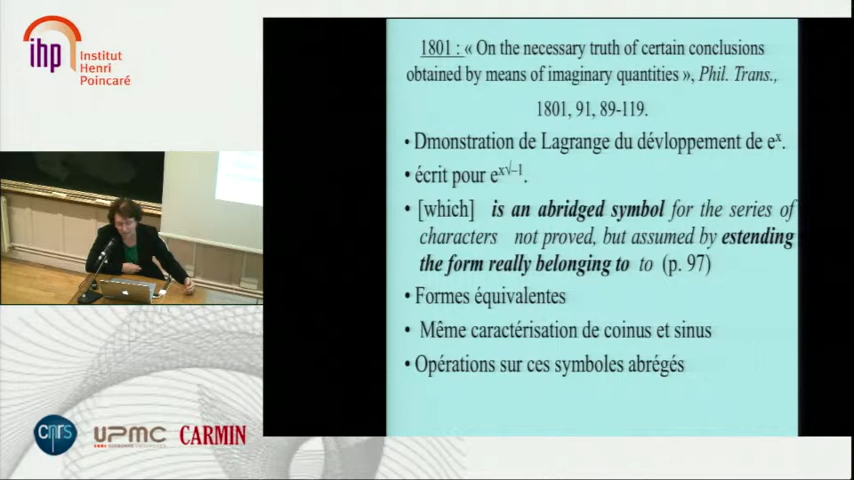 ihp
Institut
Henri
Poincaré
1801 : « On the necessary truth of certain conclusions
obtained by means of imaginary quantities », Phil. Trans.,
1801, 91, 89-119.
• Dmonstration de Lagrange du dévloppement de eˣ.
• écrit pour e^x√-1.
• [which] is an abridged symbol for the series of
characters not proved, but assumed by estending
the form really belonging to to (p. 97)
• Formes équivalentes
• Même caractérisation de coinus et sinus
• Opérations sur ces symboles abrégés
cnrs
UPMC
CARMIN